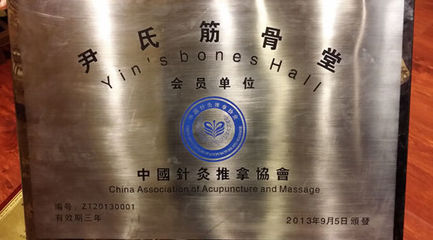 尹氏筋骨堂
Yin's bones Hall
会员单位
中國針灸推拿協會
China Association of Acupuncture and Massage
编号：ZT20130001
有效期三年
2013年9月5日頒發